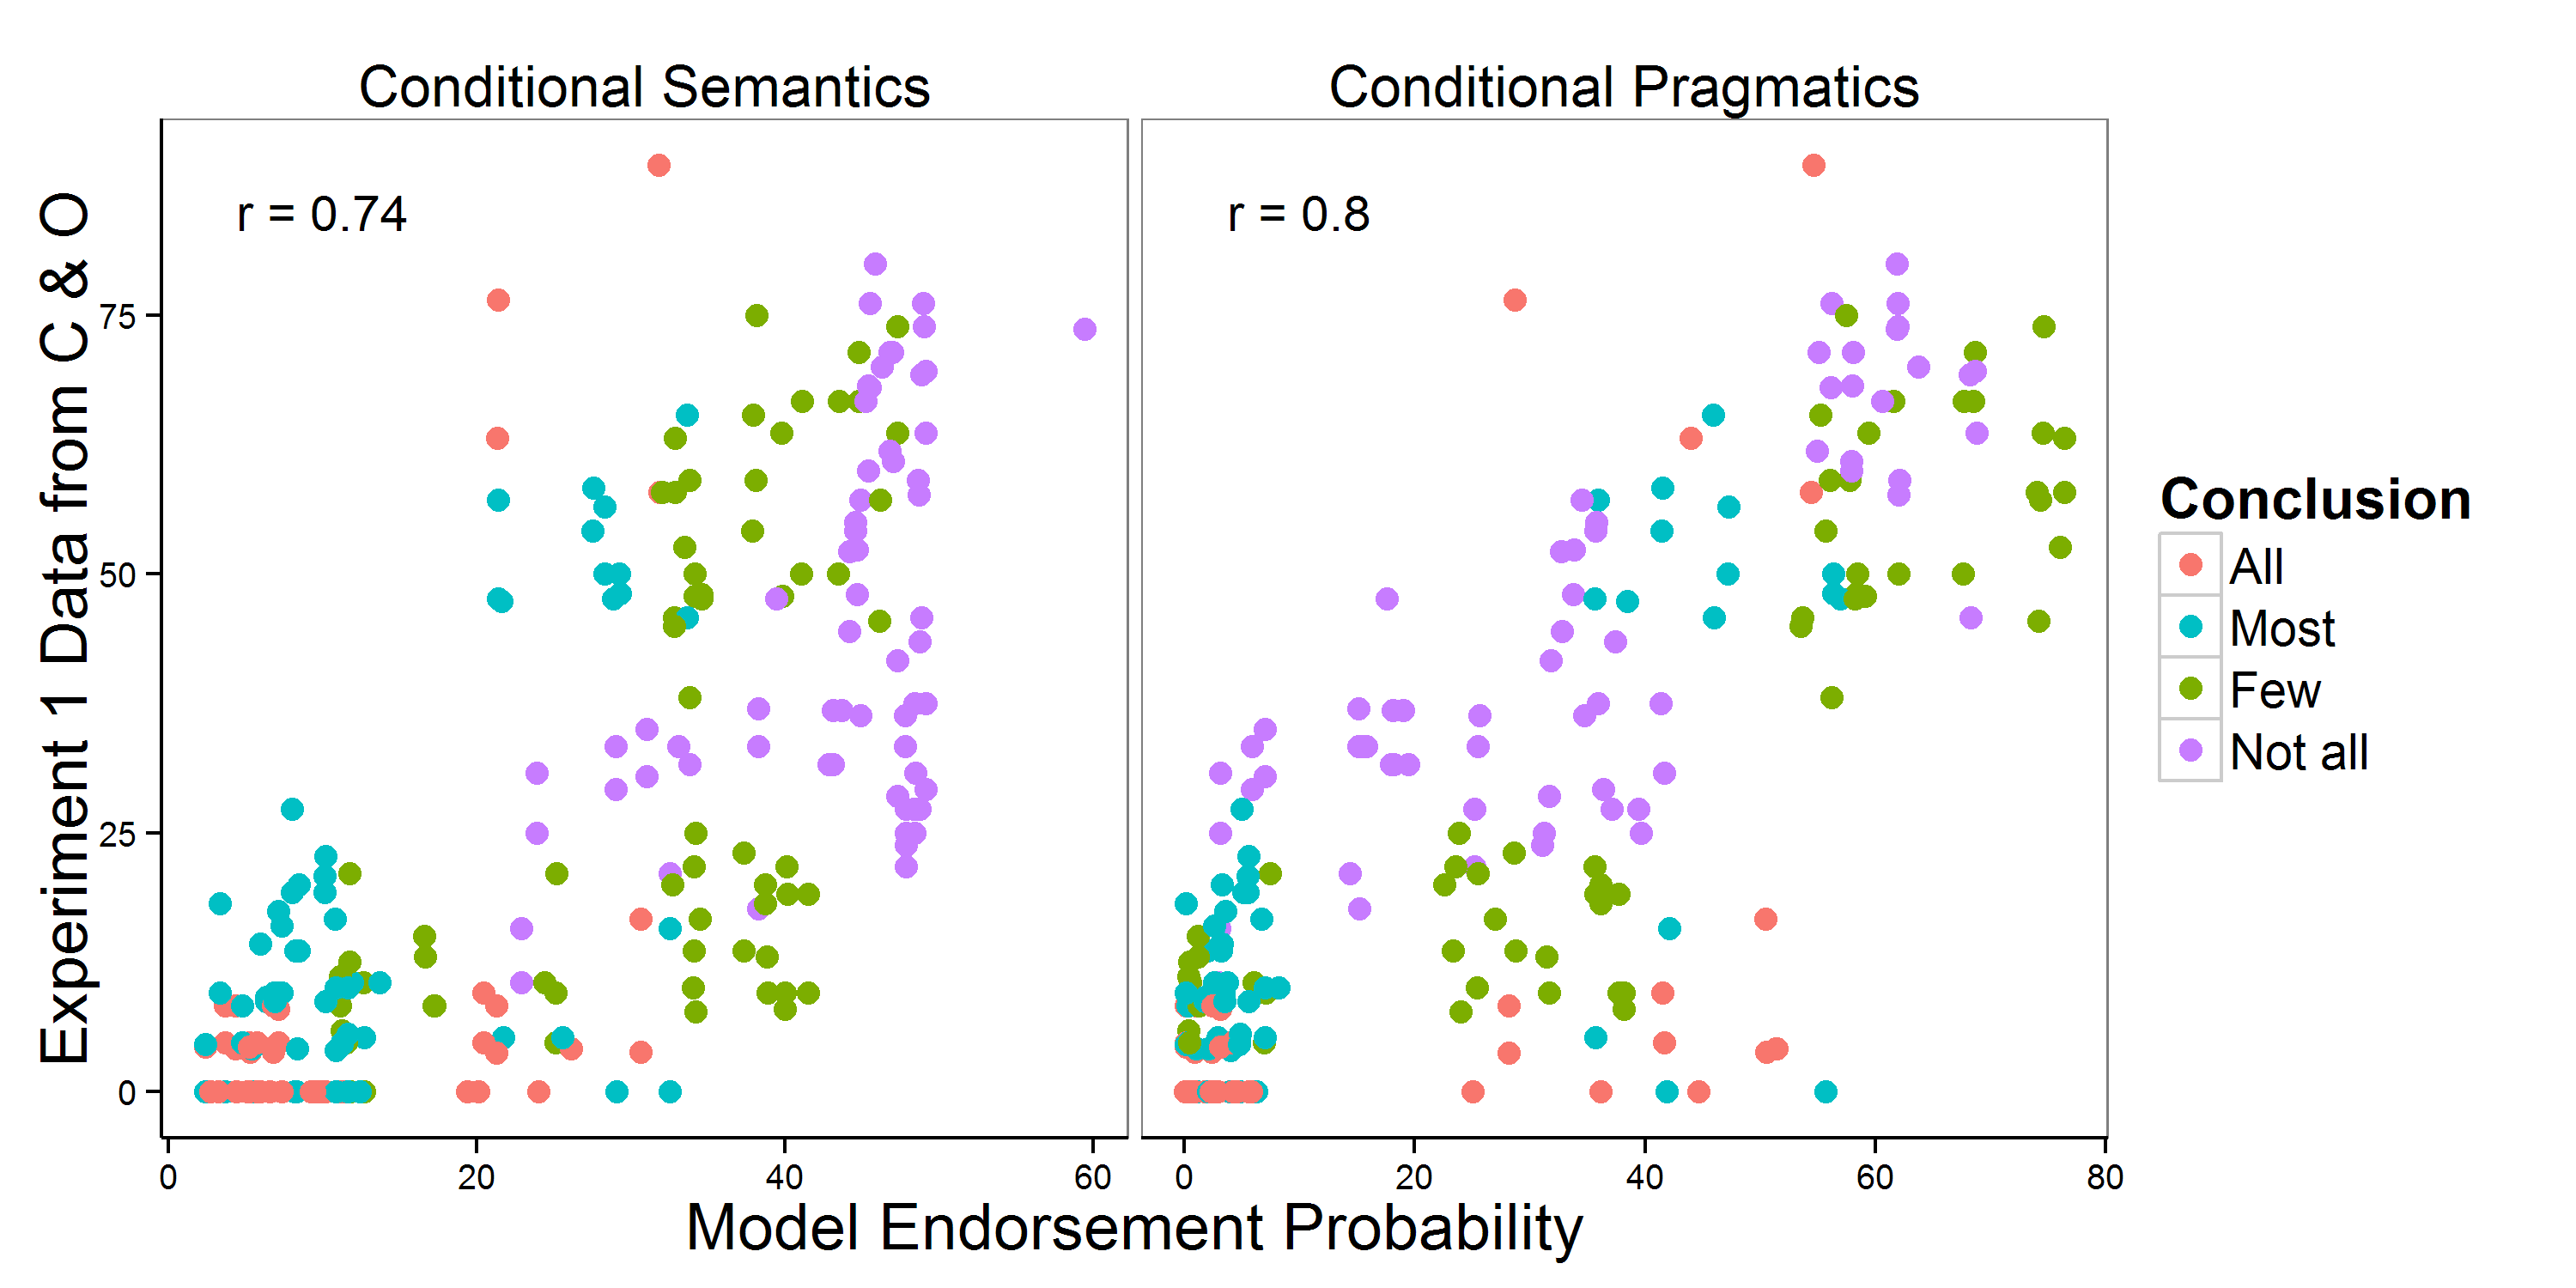 Conditional Semantics
Conditional Pragmatics
r = 0.74
r = 0.8
Experiment 1 Data from C & O
75
50
25
0
0
20
40
60
0
20
40
60
80
Model Endorsement Probability
Conclusion
All
Most
Few
Not all